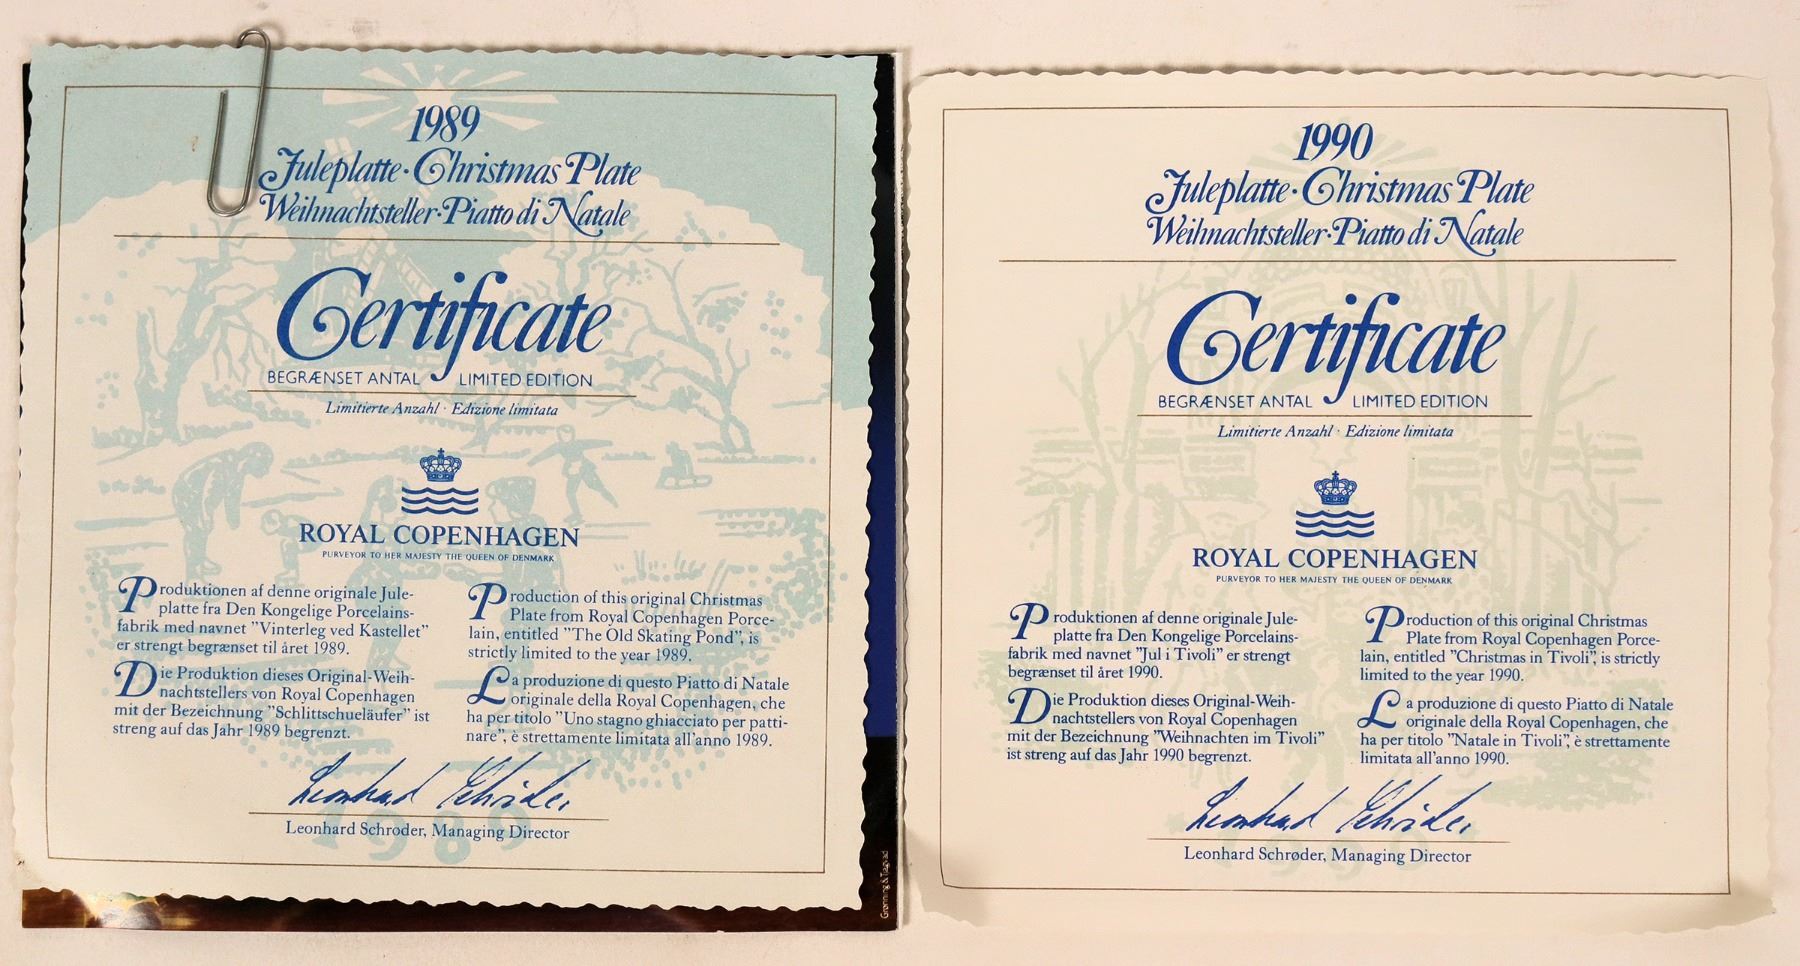 1989
Juleplatte · Christmas Plate
Weihnachtsteller · Piatto di Natale
Certificate
BEGRÆNSET ANTAL LIMITED EDITION
Limitierte Anzahl · Edizione limitata
ROYAL COPENHAGEN
PURVEYOR TO HER MAJESTY THE QUEEN OF DENMARK
Produktionen af denne originale Jule-
platte fra Den Kongelige Porcelains-
fabrik med navnet "Vinterleg ved Kastellet"
er strengt begrænset til året 1989.
Production of this original Christmas
Plate from Royal Copenhagen Porce-
lain, entitled "The Old Skating Pond", is
strictly limited to the year 1989.
Die Produktion dieses Original-Weih-
nachtstellers von Royal Copenhagen
mit der Bezeichnung "Schlittschueläufer" ist
streng auf das Jahr 1989 begrenzt.
La produzione di questo Piatto di Natale
originale della Royal Copenhagen, che
ha per titolo "Uno stagno ghiacciato per patti-
nare", è strettamente limitata all'anno 1989.
Leonhard Schrøder
Leonhard Schrøder, Managing Director
1989
Grønning & Tragvad
1990
Juleplatte · Christmas Plate
Weihnachtsteller · Piatto di Natale
Certificate
BEGRÆNSET ANTAL LIMITED EDITION
Limitierte Anzahl · Edizione limitata
ROYAL COPENHAGEN
PURVEYOR TO HER MAJESTY THE QUEEN OF DENMARK
Produktionen af denne originale Jule-
platte fra Den Kongelige Porcelains-
fabrik med navnet "Jul i Tivoli" er strengt
begrænset til året 1990.
Production of this original Christmas
Plate from Royal Copenhagen Porce-
lain, entitled "Christmas in Tivoli", is strictly
limited to the year 1990.
Die Produktion dieses Original-Weih-
nachtstellers von Royal Copenhagen
mit der Bezeichnung "Weihnachten im Tivoli"
ist streng auf das Jahr 1990 begrenzt.
La produzione di questo Piatto di Natale
originale della Royal Copenhagen, che
ha per titolo "Natale in Tivoli", è strettamente
limitata all'anno 1990.
Leonhard Schrøder
Leonhard Schrøder, Managing Director